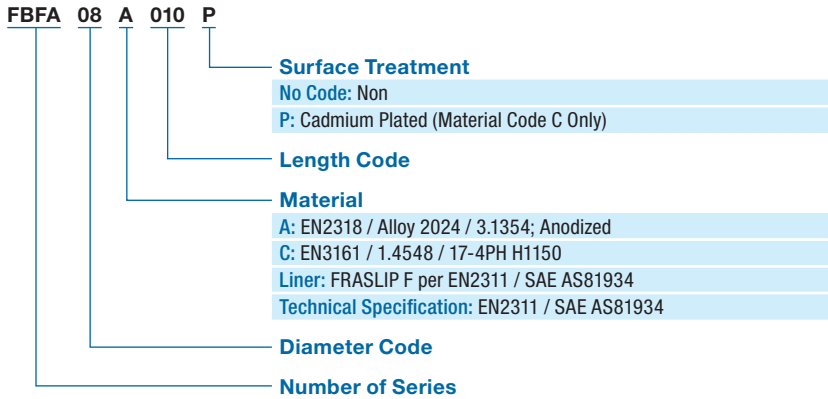 FBFA 08 A 010 P
Surface Treatment
No Code: Non
P: Cadmium Plated (Material Code C Only)
Length Code
Material
A: EN2318 / Alloy 2024 / 3.1354; Anodized
C: EN3161 / 1.4548 / 17-4PH H1150
Liner: FRASLIP F per EN2311 / SAE AS81934
Technical Specification: EN2311 / SAE AS81934
Diameter Code
Number of Series